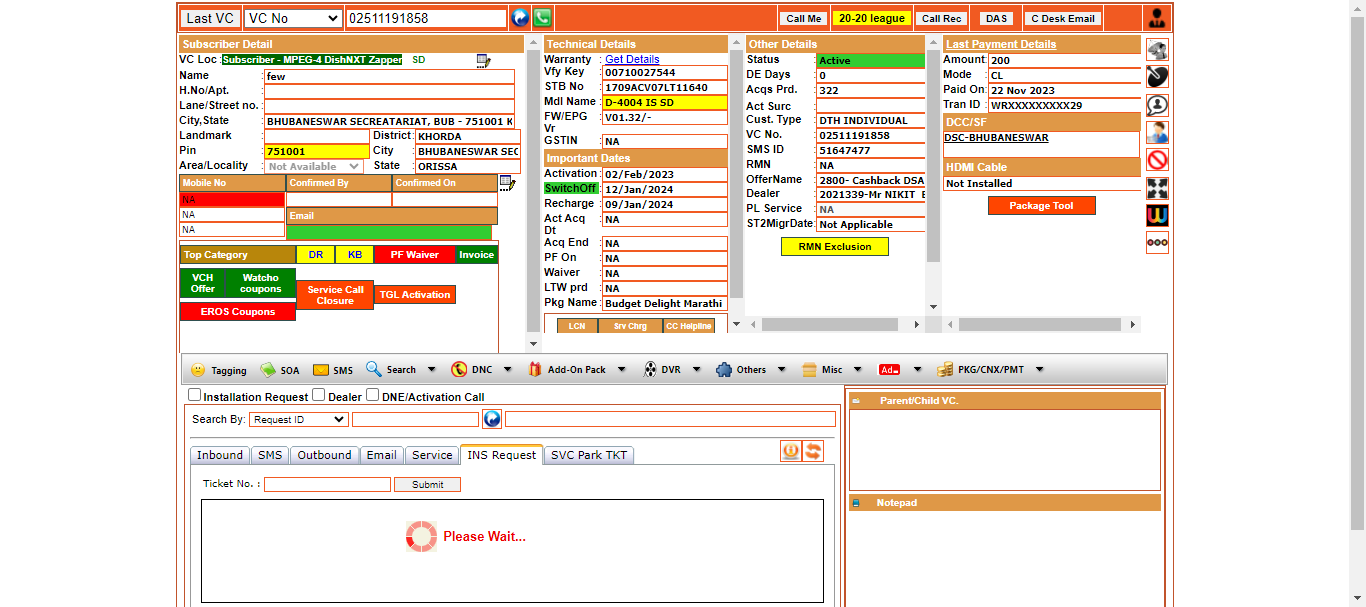 Last VC VC No 02511191858 Call Me 20-20 league Call Rec DAS C Desk Email
Subscriber Detail
VC Loc : Subscriber - MPEG-4 DishNXT Zapper SD
Name : few
H.No/Apt. :
Lane/Street no. :
City,State : BHUBANESWAR SECREATARIAT, BUB - 751001 K
Landmark : District : KHORDA
Pin : 751001 City : BHUBANESWAR SEC
Area/Locality : Not Available State : ORISSA
Mobile No Confirmed By Confirmed On
NA
NA Email
NA
Top Category DR KB PF Waiver Invoice
VCH Offer Watcho coupons Service Call Closure TGL Activation
EROS Coupons
Technical Details
Warranty : Get Details
Vfy Key : 00710027544
STB No : 1709ACV07LT11640
Mdl Name : D-4004 IS SD
FW/EPG Vr : V01.32/-
GSTIN : NA
Important Dates
Activation : 02/Feb/2023
SwitchOff : 12/Jan/2024
Recharge : 09/Jan/2024
Act Acq Dt : NA
Acq End : NA
PF On : NA
Waiver : NA
LTW prd : NA
Pkg Name : Budget Delight Marathi
LCN Srv Chrg CC Helpline
Other Details
Status : Active
DE Days : 0
Acqs Prd. : 322
Act Surc :
Cust. Type : DTH INDIVIDUAL
VC No. : 02511191858
SMS ID : 51647477
RMN : NA
OfferName : 2800- Cashback DSA
Dealer : 2021339-Mr NIKIT
PL Service : NA
ST2MigrDate : Not Applicable
RMN Exclusion
Last Payment Details
Amount : 200
Mode : CL
Paid On : 22 Nov 2023
Tran ID : WRXXXXXXXXX29
DCC/SF
DSC-BHUBANESWAR
HDMI Cable
Not Installed
Package Tool
Tagging SOA SMS Search DNC Add-On Pack DVR Others Misc Ad PKG/CNX/PMT
Installation Request Dealer DNE/Activation Call
Search By: Request ID
Inbound SMS Outbound Email Service INS Request SVC Park TKT
Ticket No. : Submit
Please Wait...
Parent/Child VC.
Notepad